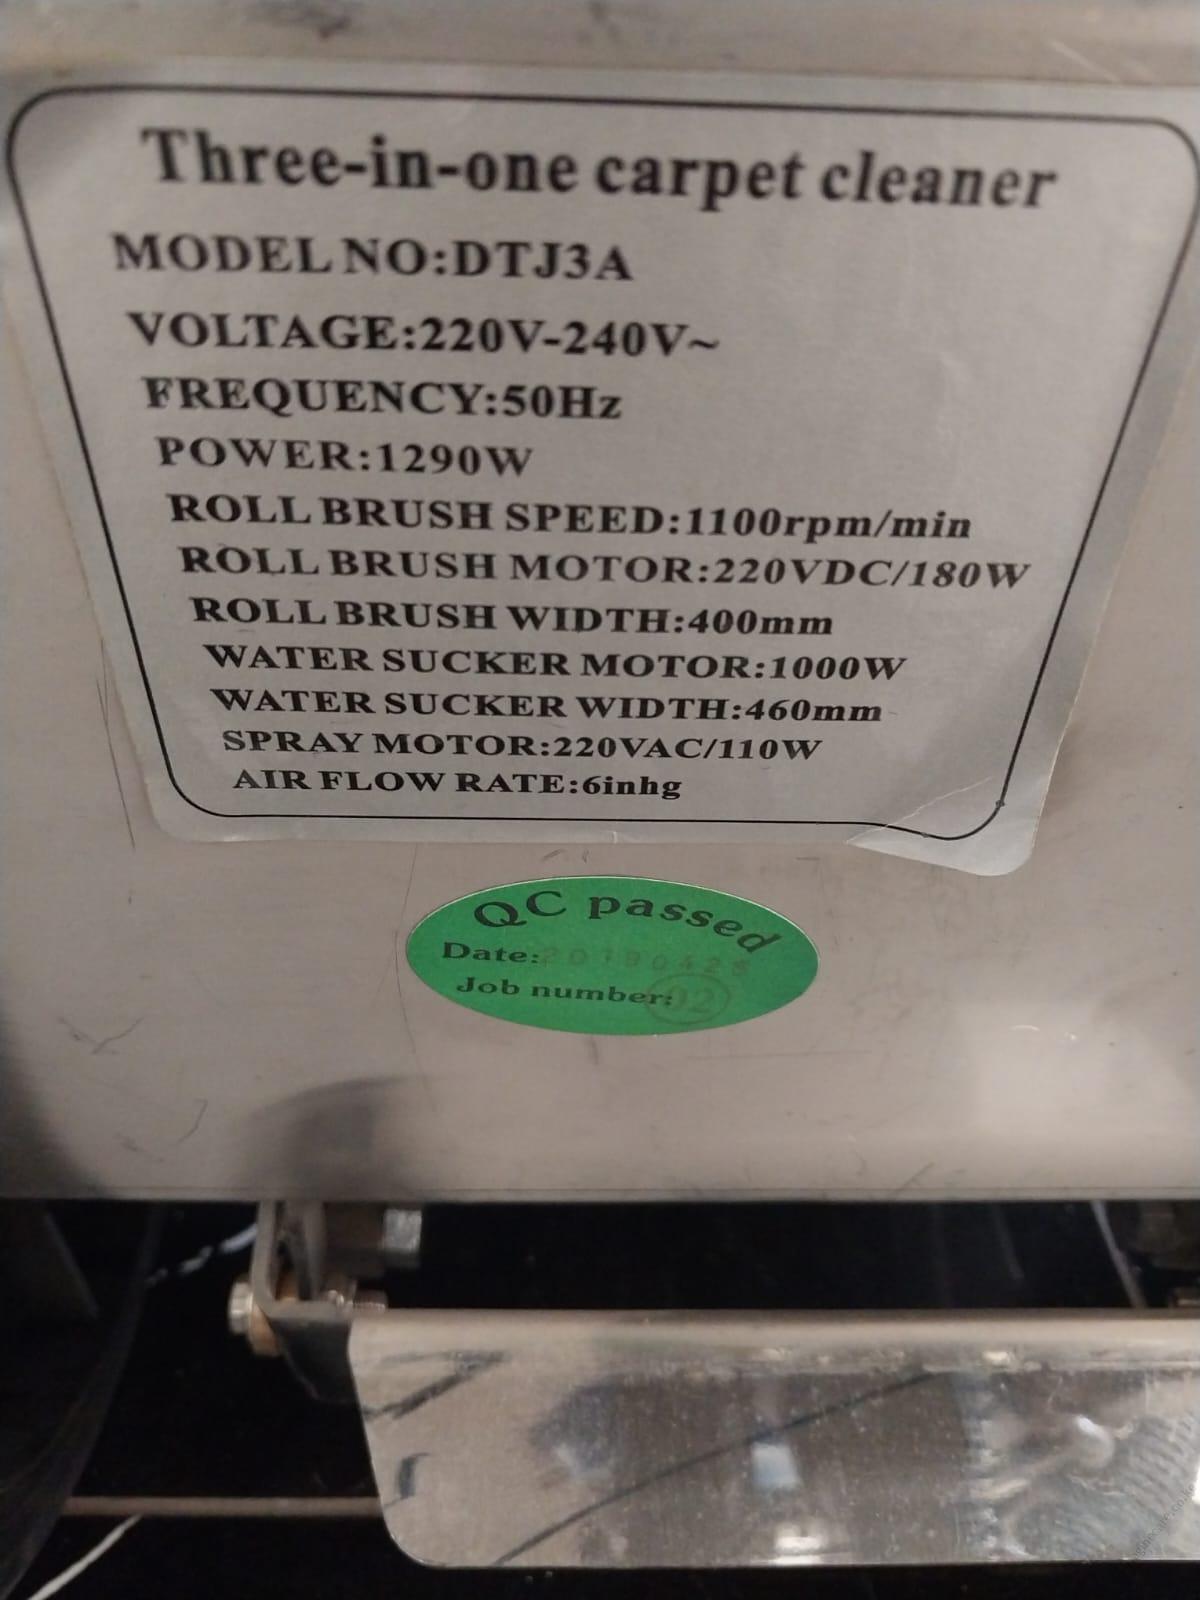 Three-in-one carpet cleaner
MODEL NO:DTJ3A
VOLTAGE:220V-240V~
FREQUENCY:50Hz
POWER:1290W
ROLL BRUSH SPEED:1100rpm/min
ROLL BRUSH MOTOR:220VDC/180W
ROLL BRUSH WIDTH:400mm
WATER SUCKER MOTOR:1000W
WATER SUCKER WIDTH:460mm
SPRAY MOTOR:220VAC/110W
AIR FLOW RATE:6inhg
QC passed
Date:
Job number:02